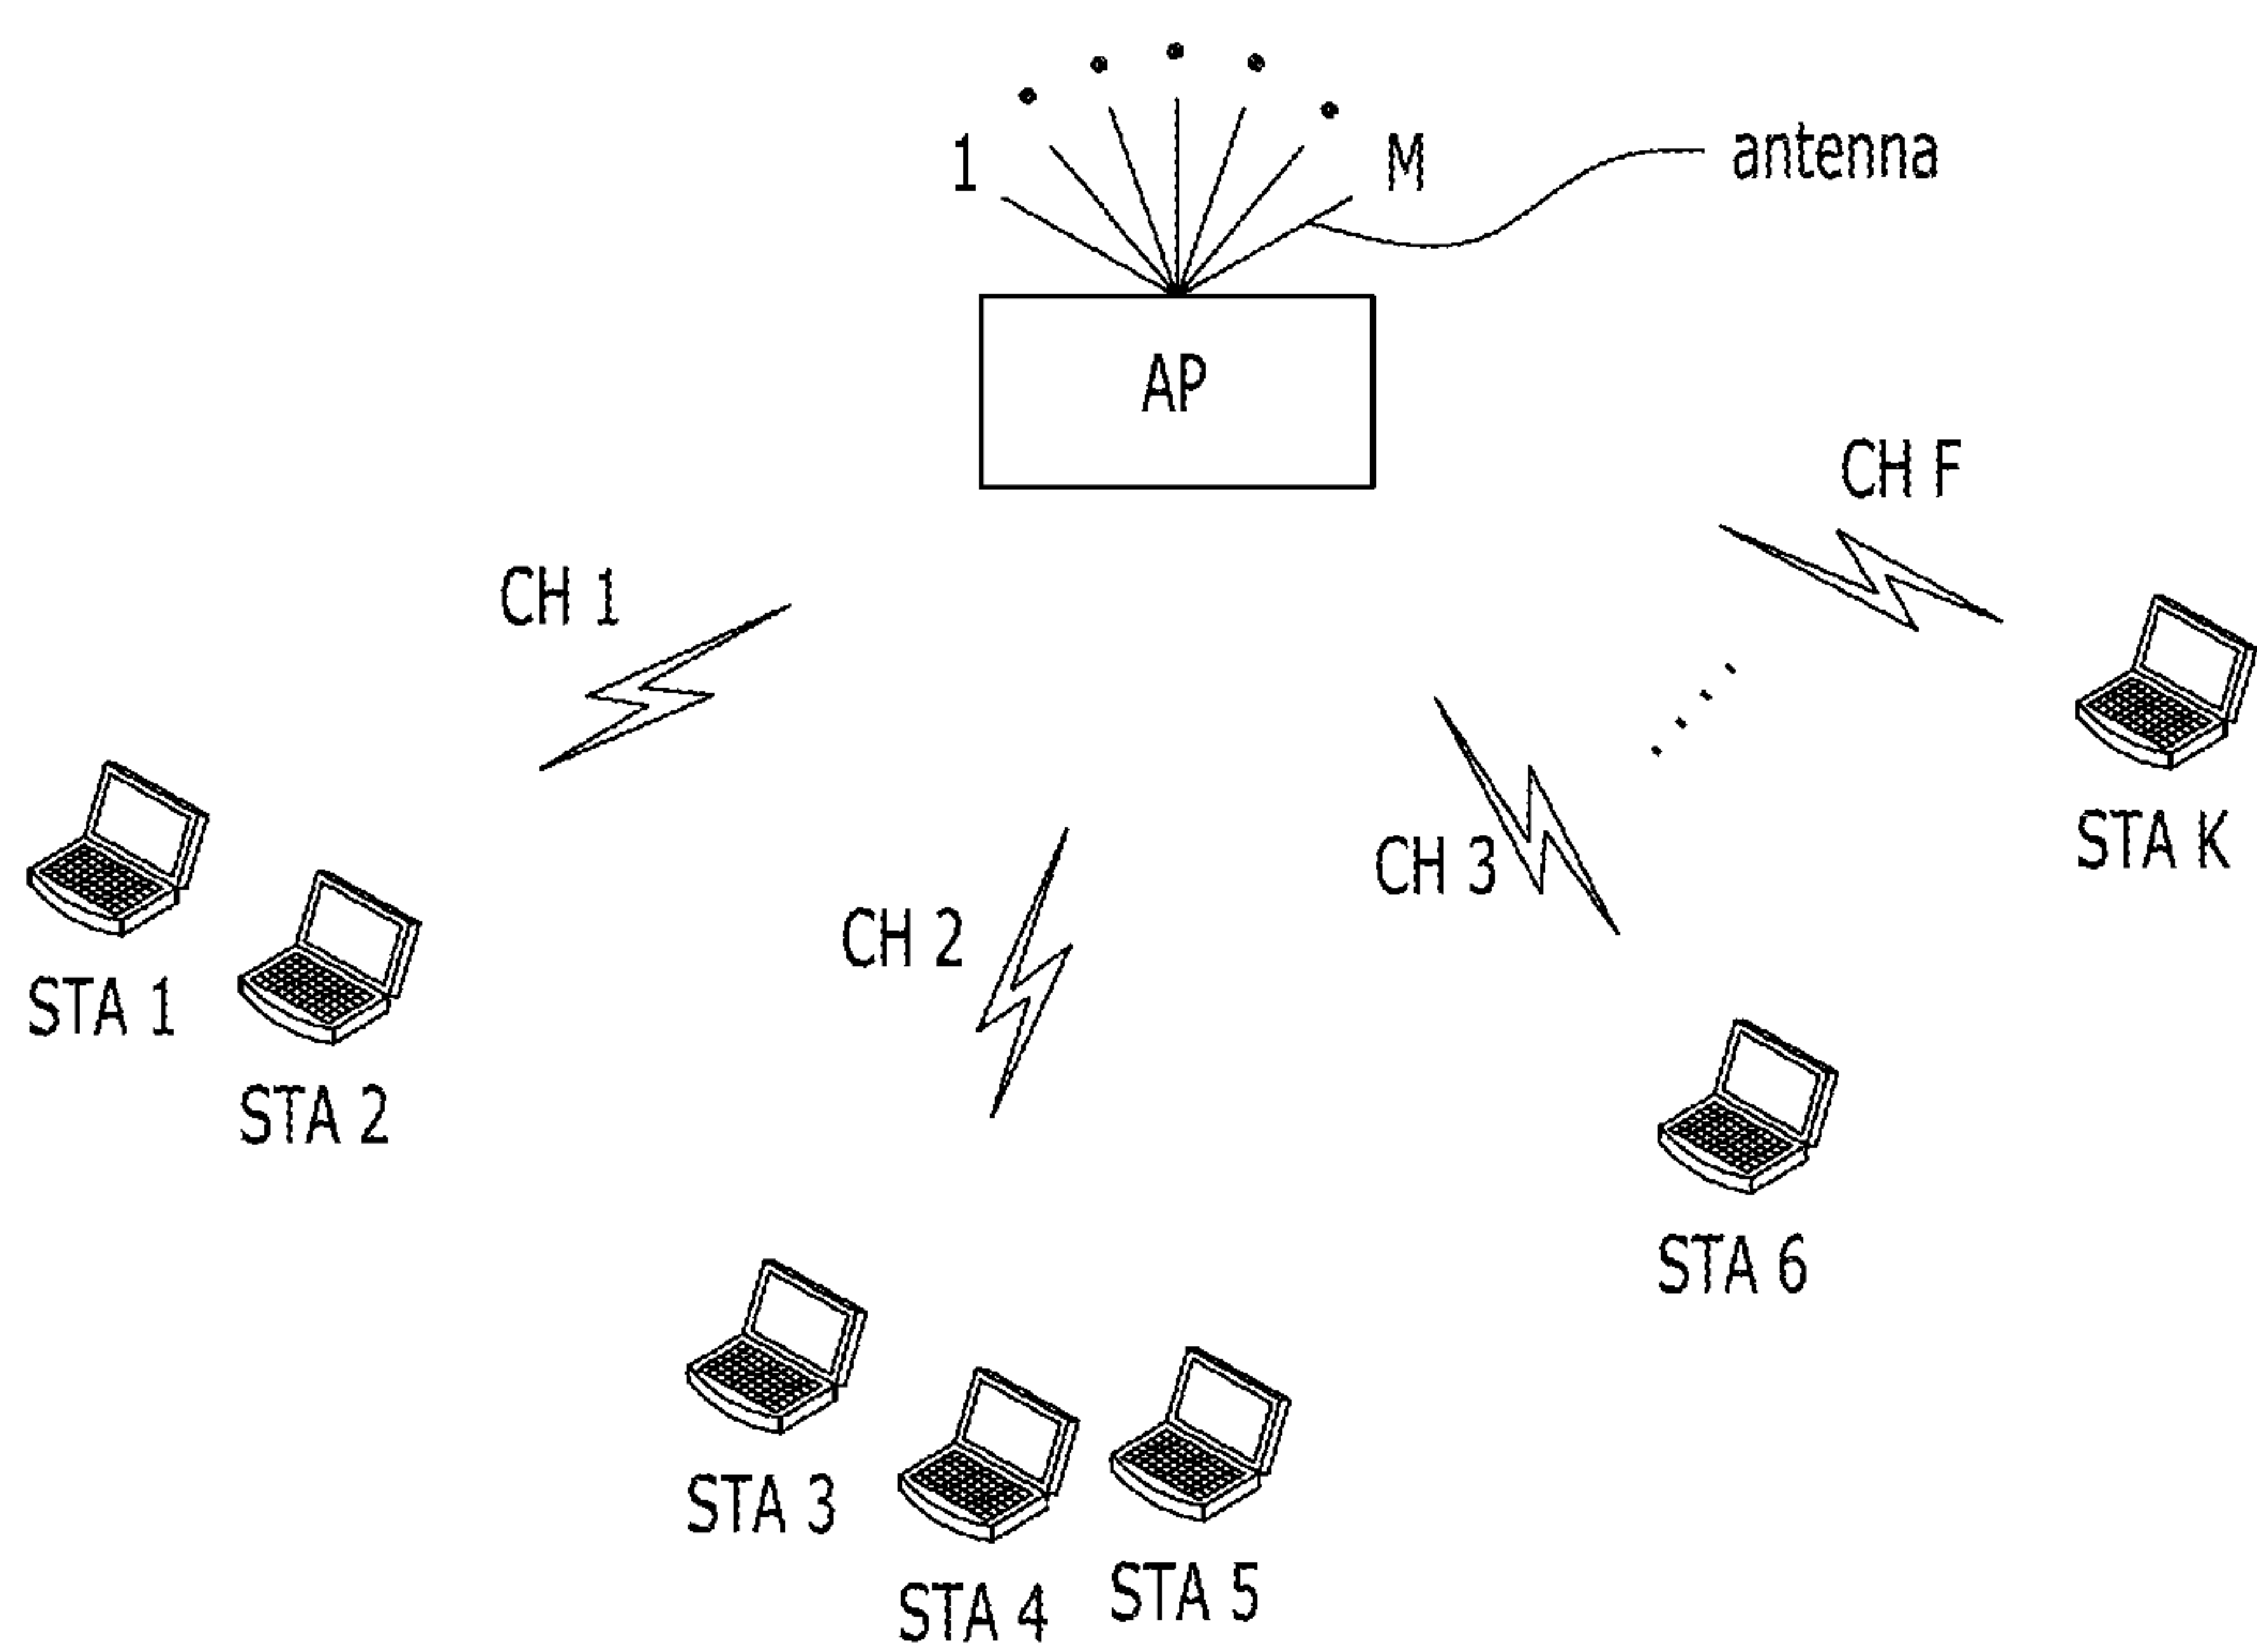 1
M
antenna
AP
CH F
CH 1
STA K
CH 3
CH 2
STA 1
STA 2
STA 6
STA 3
STA 4
STA 5